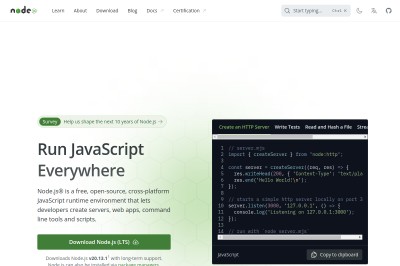 node
Learn
About
Download
Blog
Docs
Certification
Start typing...
Survey
Help us shape the next 10 years of Node.js →
Run JavaScript
Everywhere
Node.js® is a free, open-source, cross-platform
JavaScript runtime environment that lets
developers create servers, web apps, command
line tools and scripts.
Download Node.js (LTS)
Downloads Node.js v20.13.1 with long-term support.
Node.js can also be installed via package managers.
Create an HTTP Server
Write Tests
Read and Hash a File
1 // server.mjs
2 import { createServer } from 'node:http';
3
4 const server = createServer((req, res) => {
5 res.writeHead(200, { 'Content-Type': 'text/pla
6 res.end('Hello World!\n');
7 });
8
9 // starts a simple http server locally on port 3
10 server.listen(3000, '127.0.0.1', () => {
11 console.log('Listening on 127.0.0.1:3000');
12 });
13
14 // run with `node server.mjs`
JavaScript
Copy to clipboard